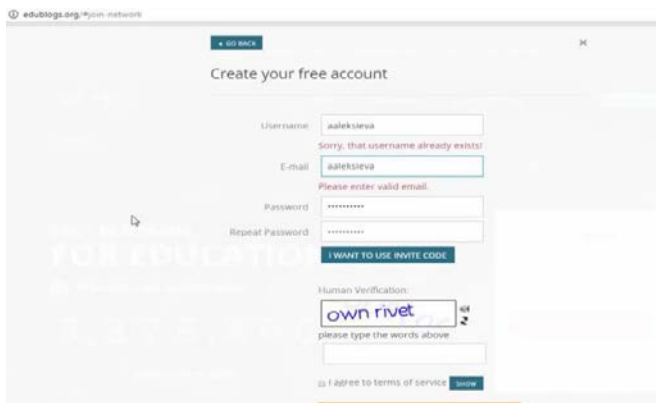 edublogs.org/#join-network
GO BACK
Create your free account
Username aaleksieva
Sorry, that username already exists!
E-mail aaleksieva
Please enter valid email.
Password ••••••••••
Repeat Password ••••••••••
I WANT TO USE INVITE CODE
FOR EDUCATION
Human Verification:
own rivet
please type the words above
I agree to terms of service SHOW